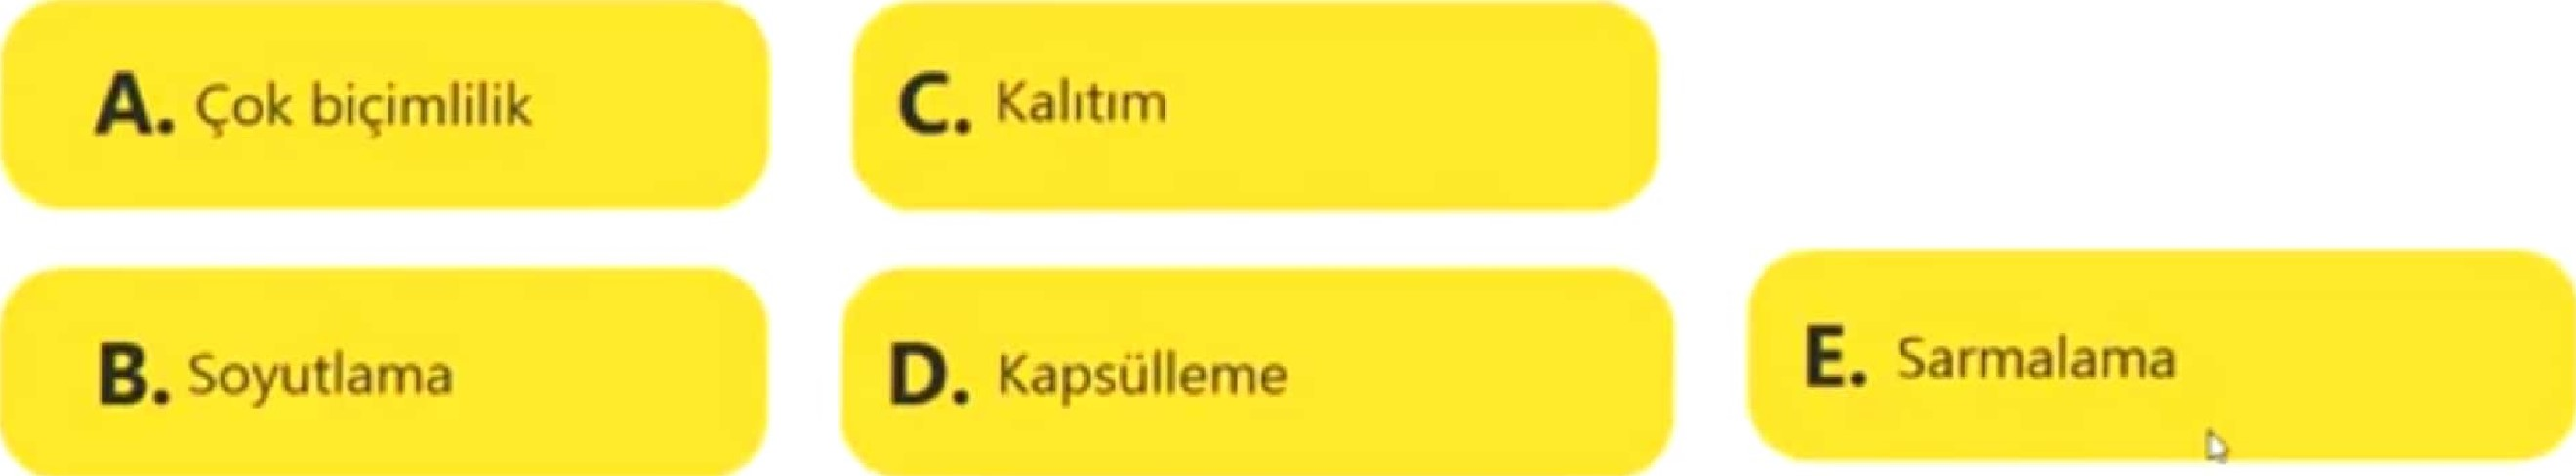 A. Çok biçimlilik
B. Soyutlama
C. Kalıtım
D. Kapsülleme
E. Sarmalama